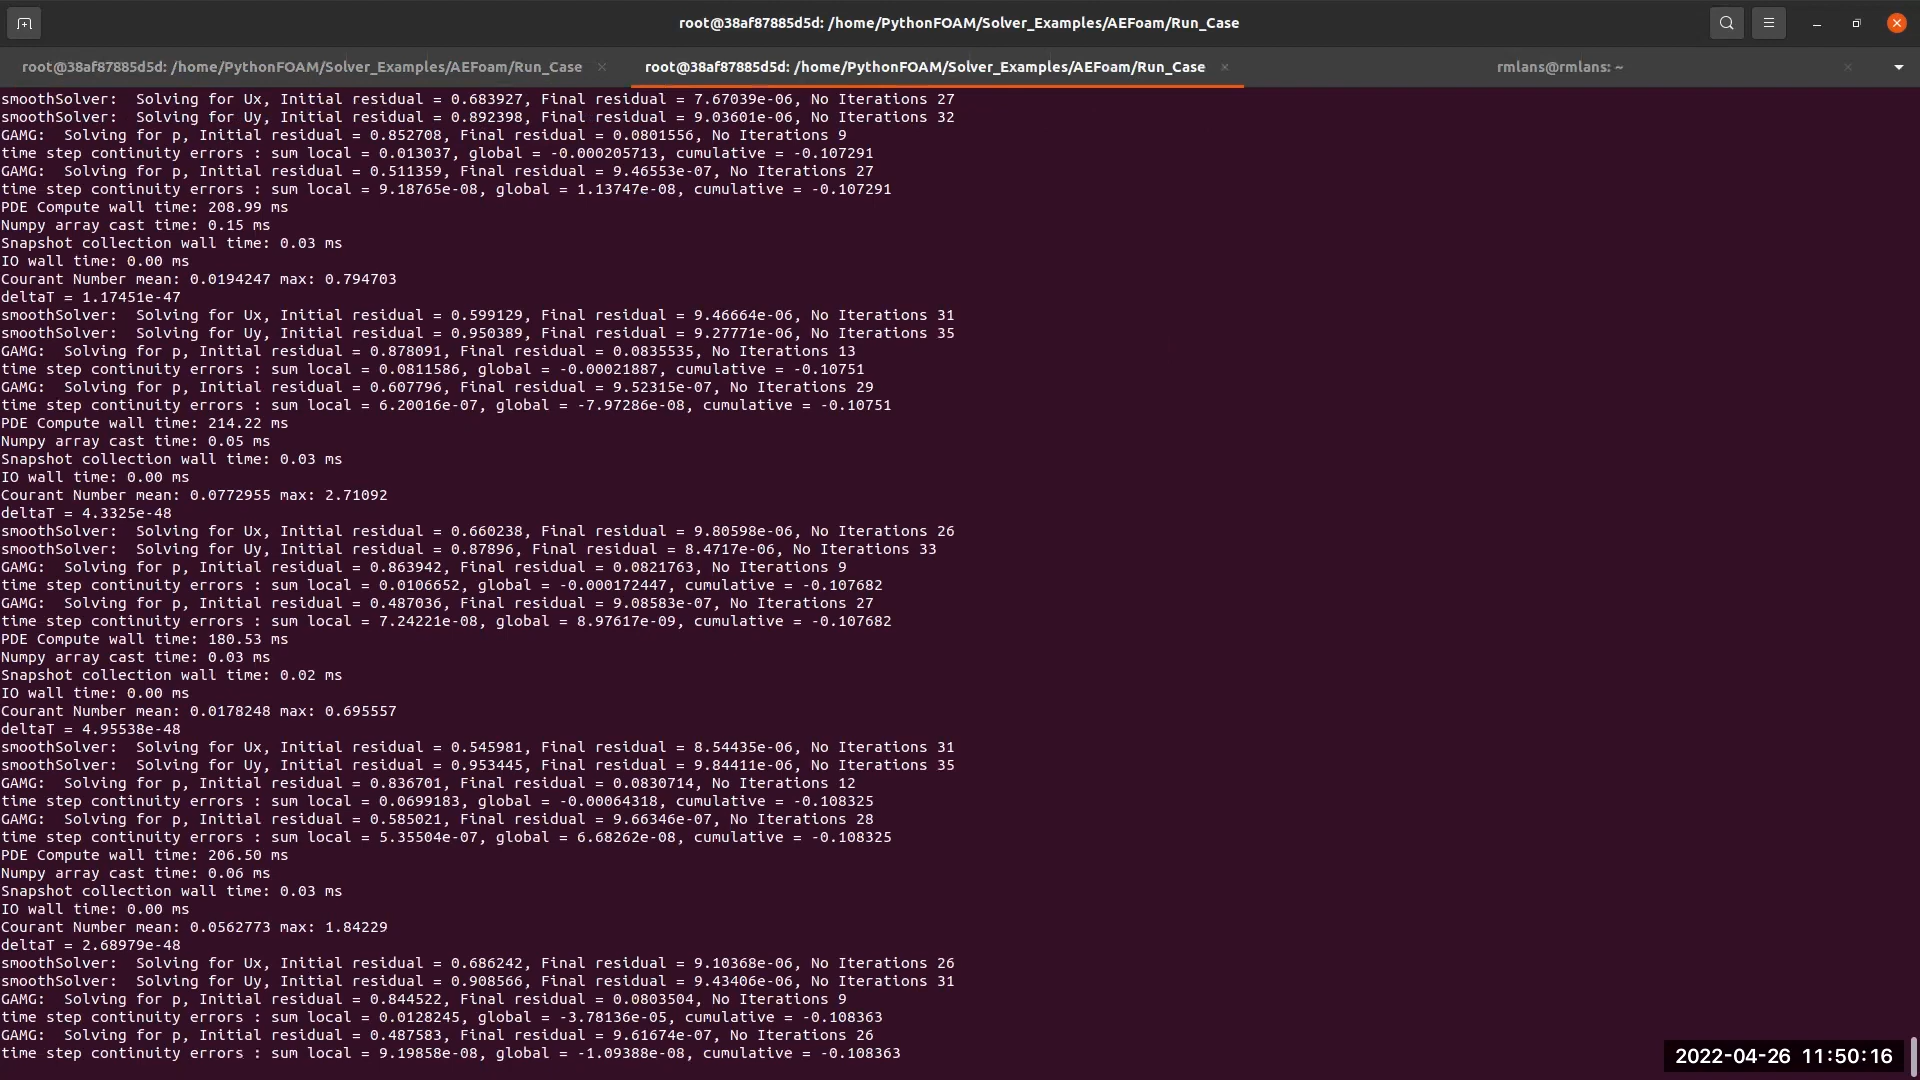 root@38af87885d5d: /home/PythonFOAM/Solver_Examples/AEFoam/Run_Case
root@38af87885d5d: /home/PythonFOAM/Solver_Examples/AEFoam/Run_Case
root@38af87885d5d: /home/PythonFOAM/Solver_Examples/AEFoam/Run_Case
rmlans@rmlans: ~
smoothSolver:  Solving for Ux, Initial residual = 0.683927, Final residual = 7.67039e-06, No Iterations 27
smoothSolver:  Solving for Uy, Initial residual = 0.892398, Final residual = 9.03601e-06, No Iterations 32
GAMG:  Solving for p, Initial residual = 0.852708, Final residual = 0.0801556, No Iterations 9
time step continuity errors : sum local = 0.013037, global = -0.000205713, cumulative = -0.107291
GAMG:  Solving for p, Initial residual = 0.511359, Final residual = 9.46553e-07, No Iterations 27
time step continuity errors : sum local = 9.18765e-08, global = 1.13747e-08, cumulative = -0.107291
PDE Compute wall time: 208.99 ms
Numpy array cast time: 0.15 ms
Snapshot collection wall time: 0.03 ms
IO wall time: 0.00 ms
Courant Number mean: 0.0194247 max: 0.794703
deltaT = 1.17451e-47
smoothSolver:  Solving for Ux, Initial residual = 0.599129, Final residual = 9.46664e-06, No Iterations 31
smoothSolver:  Solving for Uy, Initial residual = 0.950389, Final residual = 9.27771e-06, No Iterations 35
GAMG:  Solving for p, Initial residual = 0.878091, Final residual = 0.0835535, No Iterations 13
time step continuity errors : sum local = 0.0811586, global = -0.00021887, cumulative = -0.10751
GAMG:  Solving for p, Initial residual = 0.607796, Final residual = 9.52315e-07, No Iterations 29
time step continuity errors : sum local = 6.20016e-07, global = -7.97286e-08, cumulative = -0.10751
PDE Compute wall time: 214.22 ms
Numpy array cast time: 0.05 ms
Snapshot collection wall time: 0.03 ms
IO wall time: 0.00 ms
Courant Number mean: 0.0772955 max: 2.71092
deltaT = 4.3325e-48
smoothSolver:  Solving for Ux, Initial residual = 0.660238, Final residual = 9.80598e-06, No Iterations 26
smoothSolver:  Solving for Uy, Initial residual = 0.87896, Final residual = 8.4717e-06, No Iterations 33
GAMG:  Solving for p, Initial residual = 0.863942, Final residual = 0.0821763, No Iterations 9
time step continuity errors : sum local = 0.0106652, global = -0.000172447, cumulative = -0.107682
GAMG:  Solving for p, Initial residual = 0.487036, Final residual = 9.08583e-07, No Iterations 27
time step continuity errors : sum local = 7.24221e-08, global = 8.97617e-09, cumulative = -0.107682
PDE Compute wall time: 180.53 ms
Numpy array cast time: 0.03 ms
Snapshot collection wall time: 0.02 ms
IO wall time: 0.00 ms
Courant Number mean: 0.0178248 max: 0.695557
deltaT = 4.95538e-48
smoothSolver:  Solving for Ux, Initial residual = 0.545981, Final residual = 8.54435e-06, No Iterations 31
smoothSolver:  Solving for Uy, Initial residual = 0.953445, Final residual = 9.84411e-06, No Iterations 35
GAMG:  Solving for p, Initial residual = 0.836701, Final residual = 0.0830714, No Iterations 12
time step continuity errors : sum local = 0.0699183, global = -0.00064318, cumulative = -0.108325
GAMG:  Solving for p, Initial residual = 0.585021, Final residual = 9.66346e-07, No Iterations 28
time step continuity errors : sum local = 5.35504e-07, global = 6.68262e-08, cumulative = -0.108325
PDE Compute wall time: 206.50 ms
Numpy array cast time: 0.06 ms
Snapshot collection wall time: 0.03 ms
IO wall time: 0.00 ms
Courant Number mean: 0.0562773 max: 1.84229
deltaT = 2.68979e-48
smoothSolver:  Solving for Ux, Initial residual = 0.686242, Final residual = 9.10368e-06, No Iterations 26
smoothSolver:  Solving for Uy, Initial residual = 0.908566, Final residual = 9.43406e-06, No Iterations 31
GAMG:  Solving for p, Initial residual = 0.844522, Final residual = 0.0803504, No Iterations 9
time step continuity errors : sum local = 0.0128245, global = -3.78136e-05, cumulative = -0.108363
GAMG:  Solving for p, Initial residual = 0.487583, Final residual = 9.61674e-07, No Iterations 26
time step continuity errors : sum local = 9.19858e-08, global = -1.09388e-08, cumulative = -0.108363
2022-04-26 11:50:16